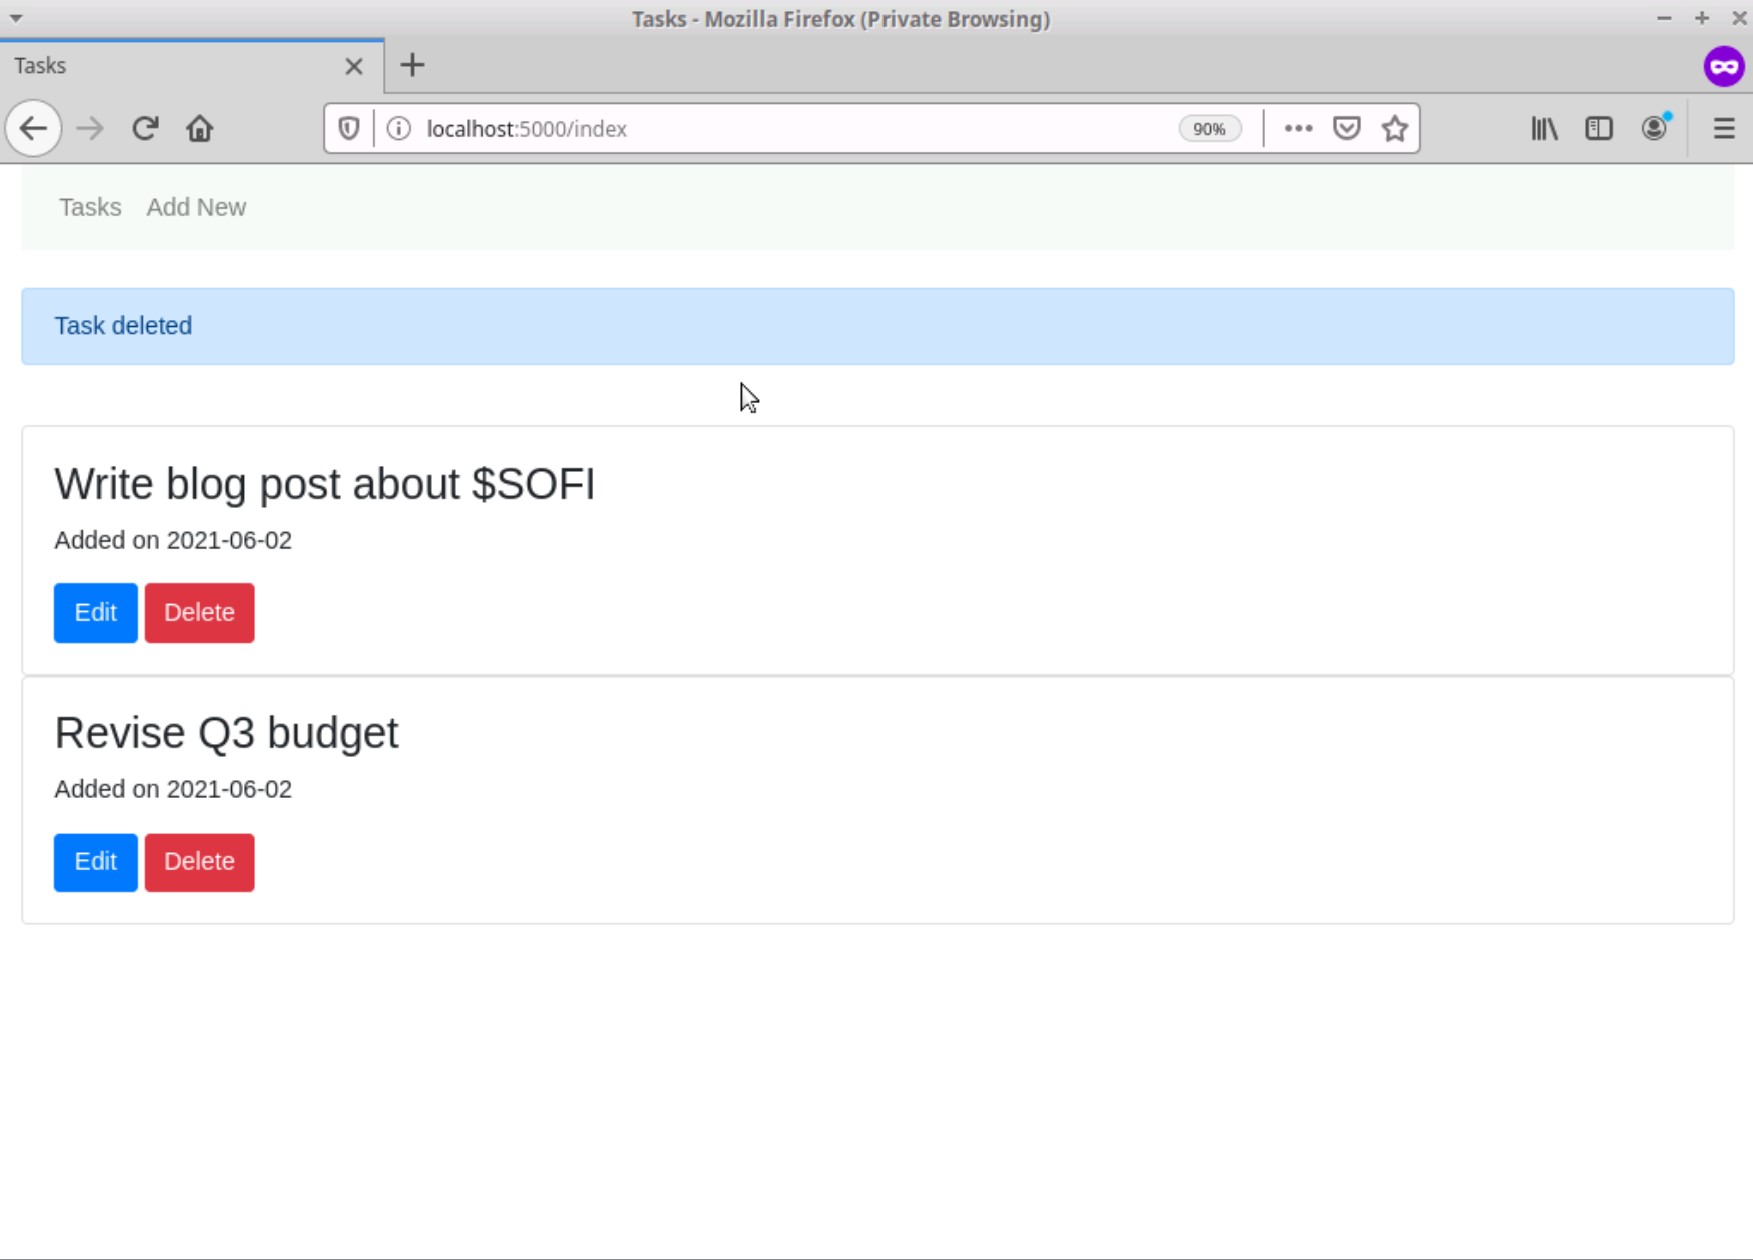 Tasks - Mozilla Firefox (Private Browsing)
Tasks
localhost:5000/index 90%
Tasks Add New
Task deleted
Write blog post about $SOFI
Added on 2021-06-02
Edit Delete
Revise Q3 budget
Added on 2021-06-02
Edit Delete